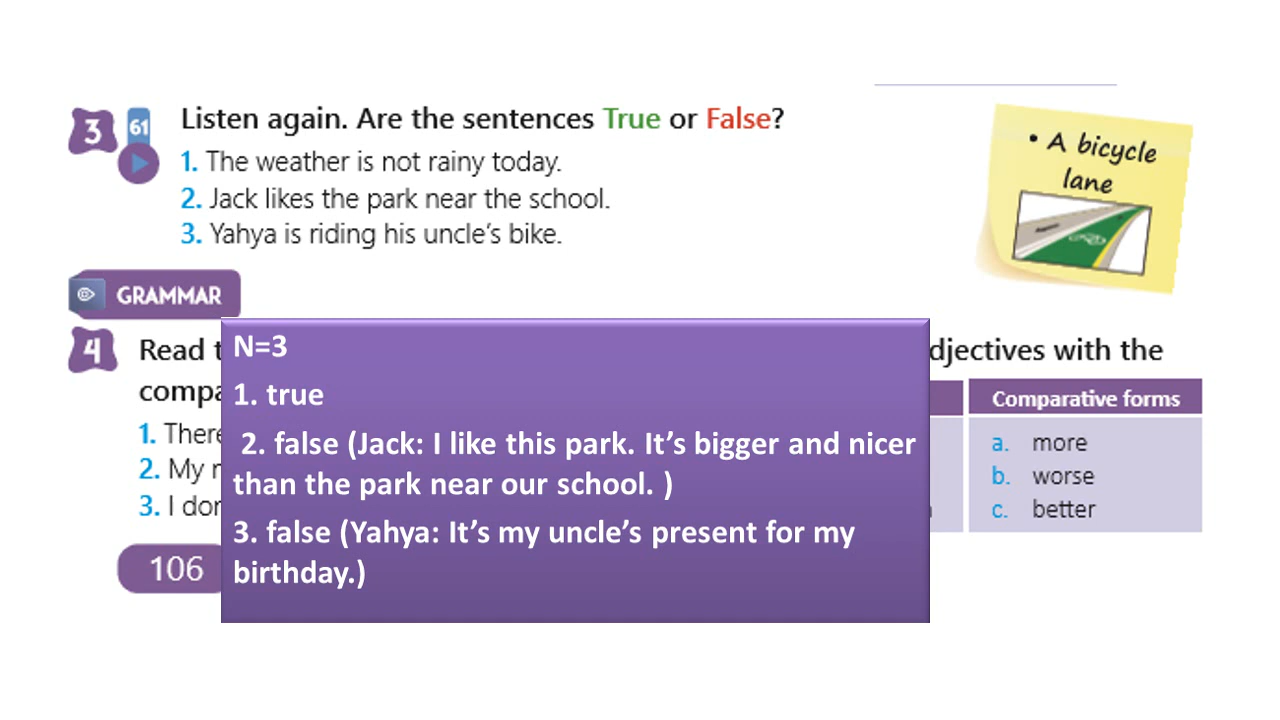 3 61 Listen again. Are the sentences True or False?
1. The weather is not rainy today.
2. Jack likes the park near the school.
3. Yahya is riding his uncle's bike.
• A bicycle
lane
GRAMMAR
4 Read
djectives with the
compa
Comparative forms
1. There
2. My
3. I
a. more
b. worse
c. better
106
N=3
1. true
2. false (Jack: I like this park. It's bigger and nicer
than the park near our school. )
3. false (Yahya: It's my uncle's present for my
birthday.)